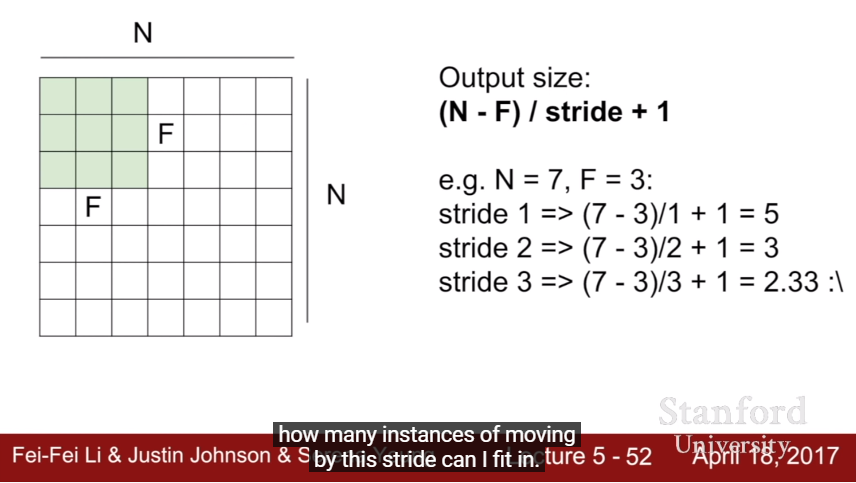 N
F
F
N
Output size:
(N - F) / stride + 1
e.g. N = 7, F = 3:
stride 1 => (7 - 3)/1 + 1 = 5
stride 2 => (7 - 3)/2 + 1 = 3
stride 3 => (7 - 3)/3 + 1 = 2.33 :\
how many instances of moving
by this stride can I fit in.
Stanford
University
Fei-Fei Li & Justin Johnson & Lecture 5 - 52 April 18, 2017